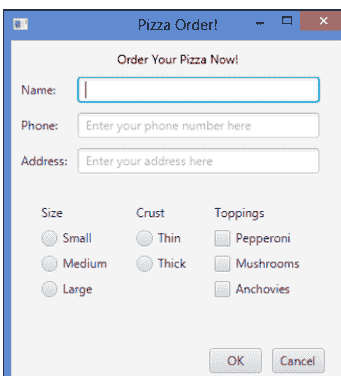 Pizza Order!
Order Your Pizza Now!
Name:
Phone: Enter your phone number here
Address: Enter your address here
Size Crust Toppings
Small Thin Pepperoni
Medium Thick Mushrooms
Large Anchovies
OK Cancel